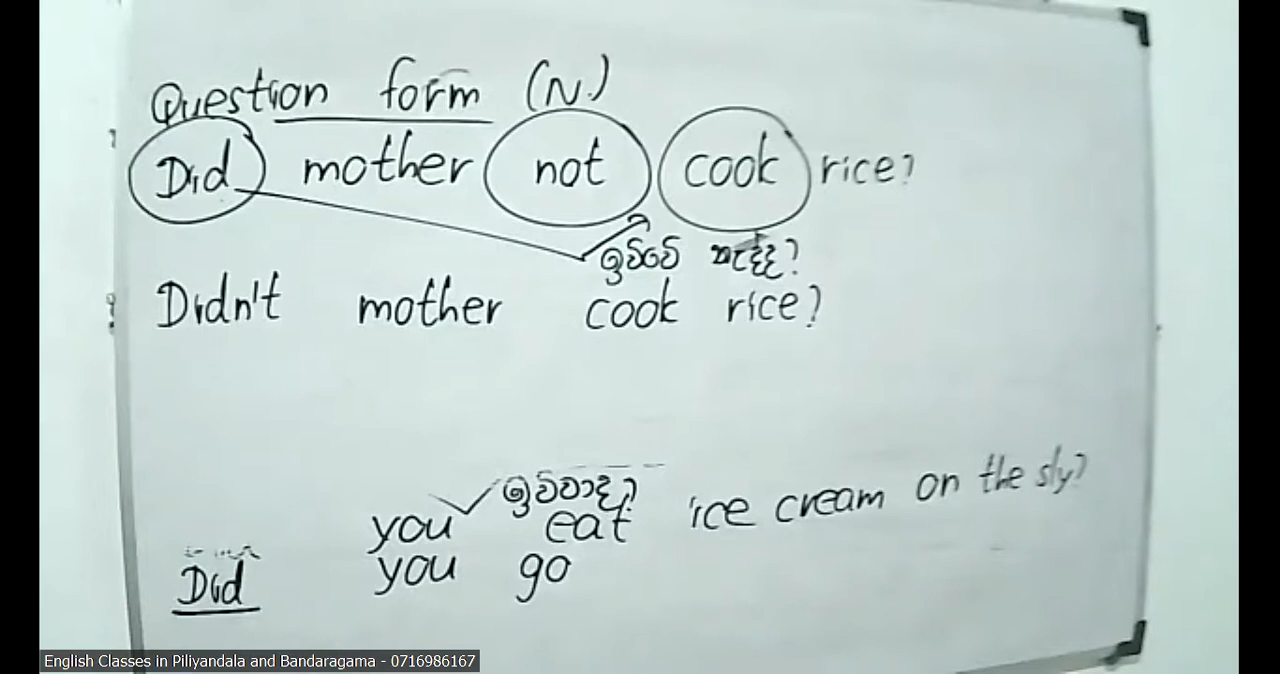 Question form (N.)
Did mother not cook rice?
ඉව්වේ නැද්ද?
Didn't mother cook rice?
ඉව්වාද?
you eat ice cream on the sly?
Did you go
English Classes in Piliyandala and Bandaragama - 0716986167